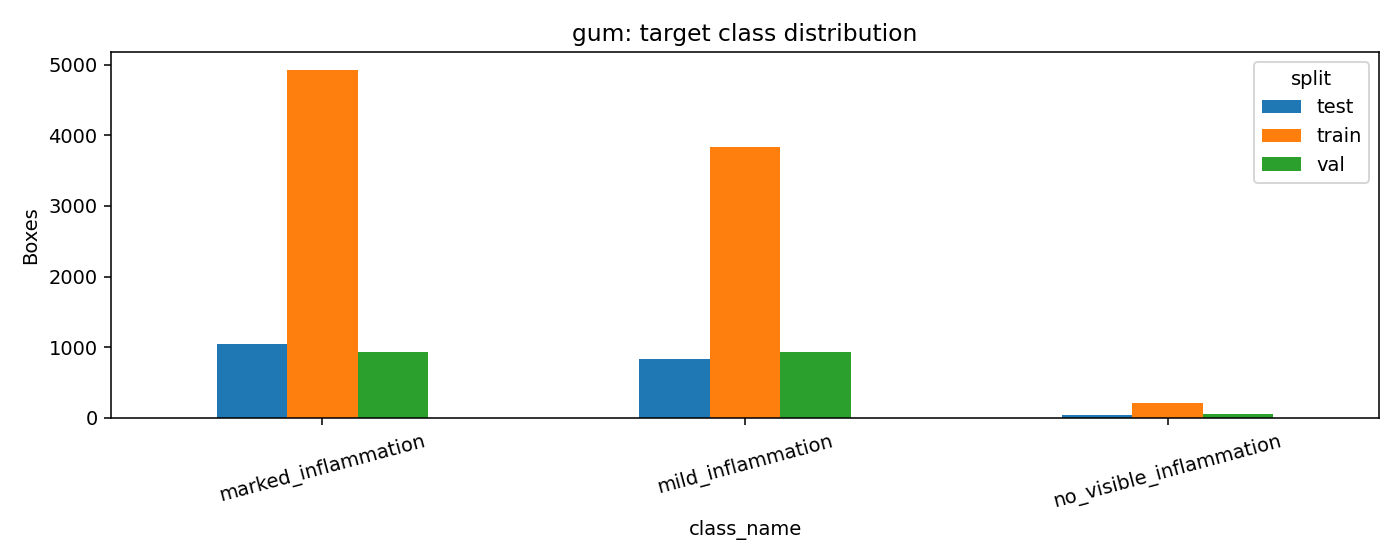 gum: target class distribution
split
test
train
val
Boxes
5000
4000
3000
2000
1000
0
marked_inflammation
mild_inflammation
no_visible_inflammation
class_name